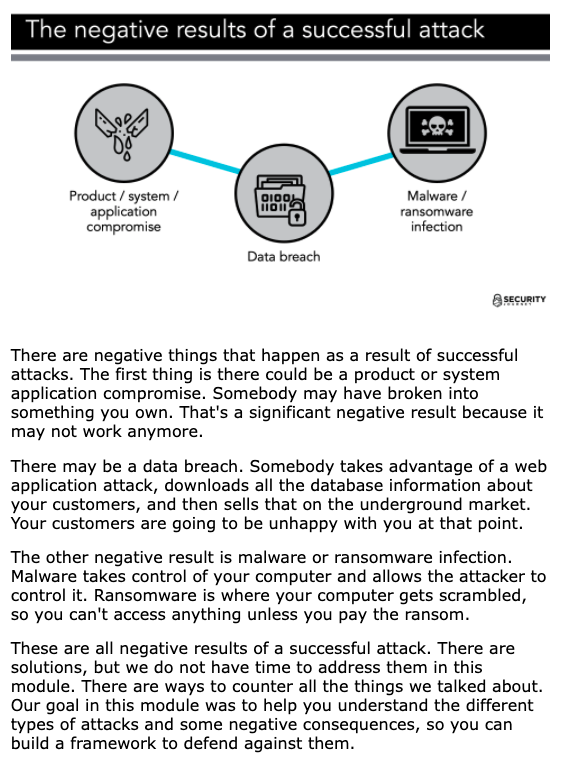 The negative results of a successful attack
Product / system /
application
compromise
Malware /
ransomware
infection
0100
11011
Data breach
SECURITY
JOURNEY
There are negative things that happen as a result of successful
attacks. The first thing is there could be a product or system
application compromise. Somebody may have broken into
something you own. That's a significant negative result because it
may not work anymore.
There may be a data breach. Somebody takes advantage of a web
application attack, downloads all the database information about
your customers, and then sells that on the underground market.
Your customers are going to be unhappy with you at that point.
The other negative result is malware or ransomware infection.
Malware takes control of your computer and allows the attacker to
control it. Ransomware is where your computer gets scrambled,
so you can't access anything unless you pay the ransom.
These are all negative results of a successful attack. There are
solutions, but we do not have time to address them in this
module. There are ways to counter all the things we talked about.
Our goal in this module was to help you understand the different
types of attacks and some negative consequences, so you can
build a framework to defend against them.